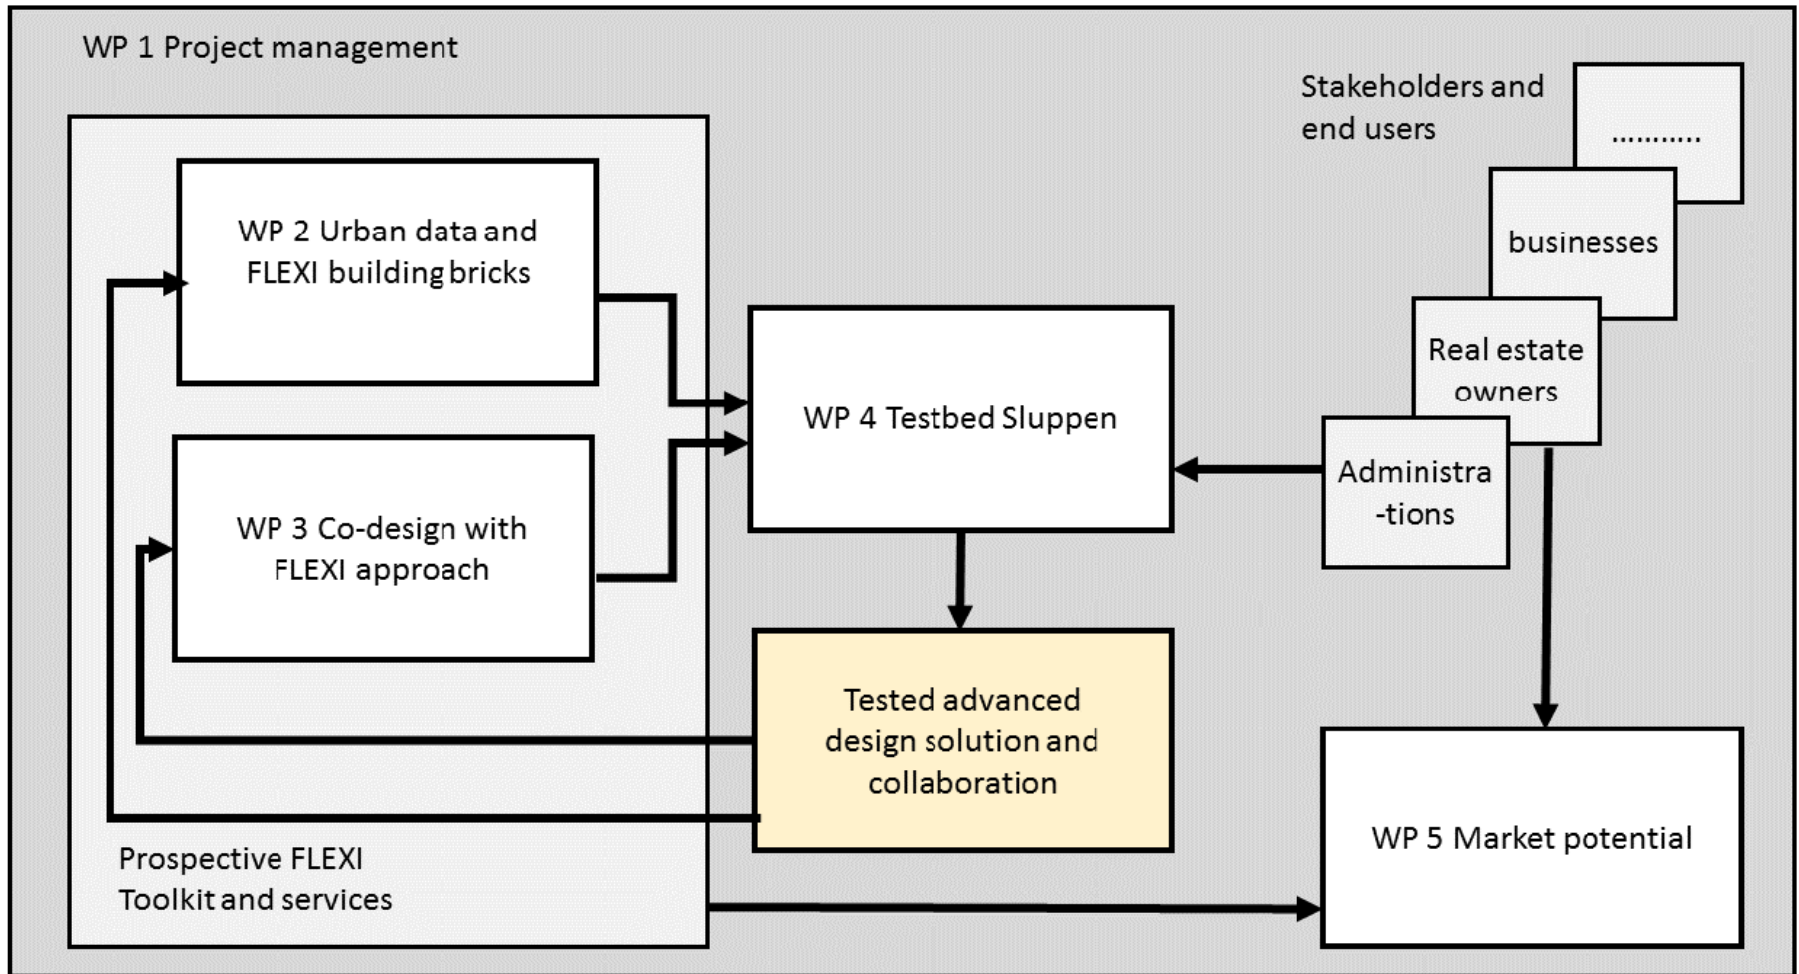 WP 1 Project management
Stakeholders and
end users
...........
businesses
Real estate
owners
Administra
-tions
WP 2 Urban data and
FLEXI building bricks
WP 3 Co-design with
FLEXI approach
WP 4 Testbed Sluppen
Tested advanced
design solution and
collaboration
Prospective FLEXI
Toolkit and services
WP 5 Market potential